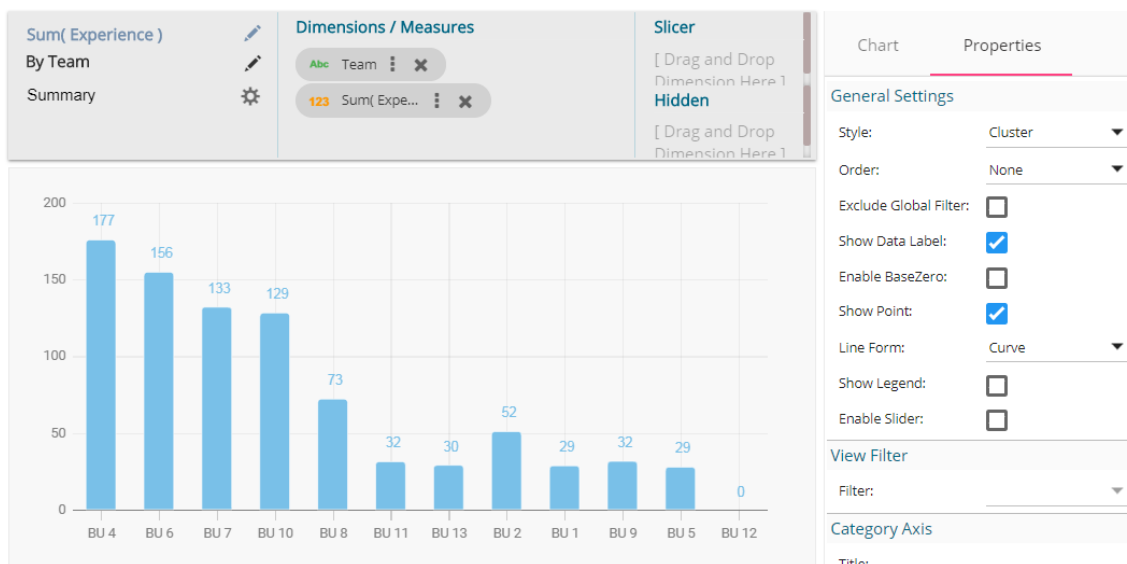 Sum( Experience )
By Team
Summary
Dimensions / Measures
Abc Team
123 Sum( Expe...
Slicer
[ Drag and Drop
Dimension Here ]
Hidden
[ Drag and Drop
Dimension Here ]
200
150
100
50
0
177
156
133
129
73
32
30
52
29
32
29
0
BU 4
BU 6
BU 7
BU 10
BU 8
BU 11
BU 13
BU 2
BU 1
BU 9
BU 5
BU 12
Chart
Properties
General Settings
Style: Cluster
Order: None
Exclude Global Filter:
Show Data Label:
Enable BaseZero:
Show Point:
Line Form: Curve
Show Legend:
Enable Slider:
View Filter
Filter:
Category Axis
Title: